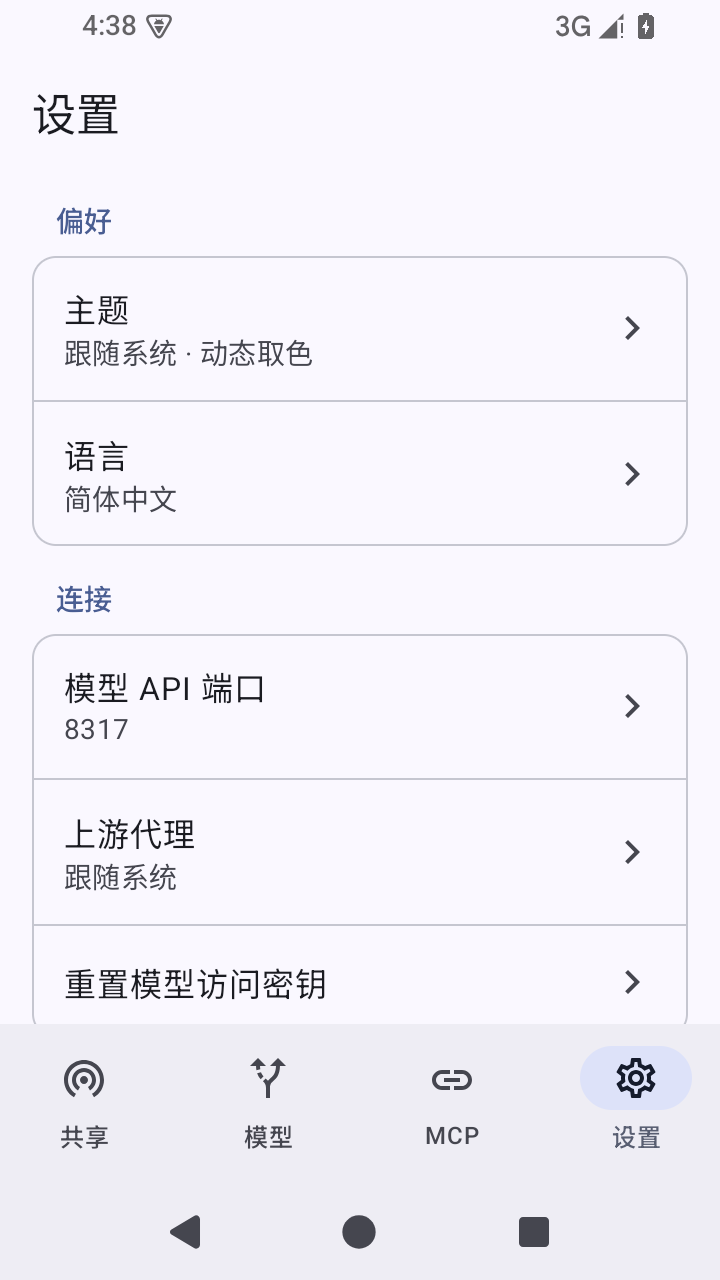 4:38
3G
设置
偏好
主题
跟随系统 · 动态取色
语言
简体中文
连接
模型 API 端口
8317
上游代理
跟随系统
重置模型访问密钥
共享
模型
MCP
设置